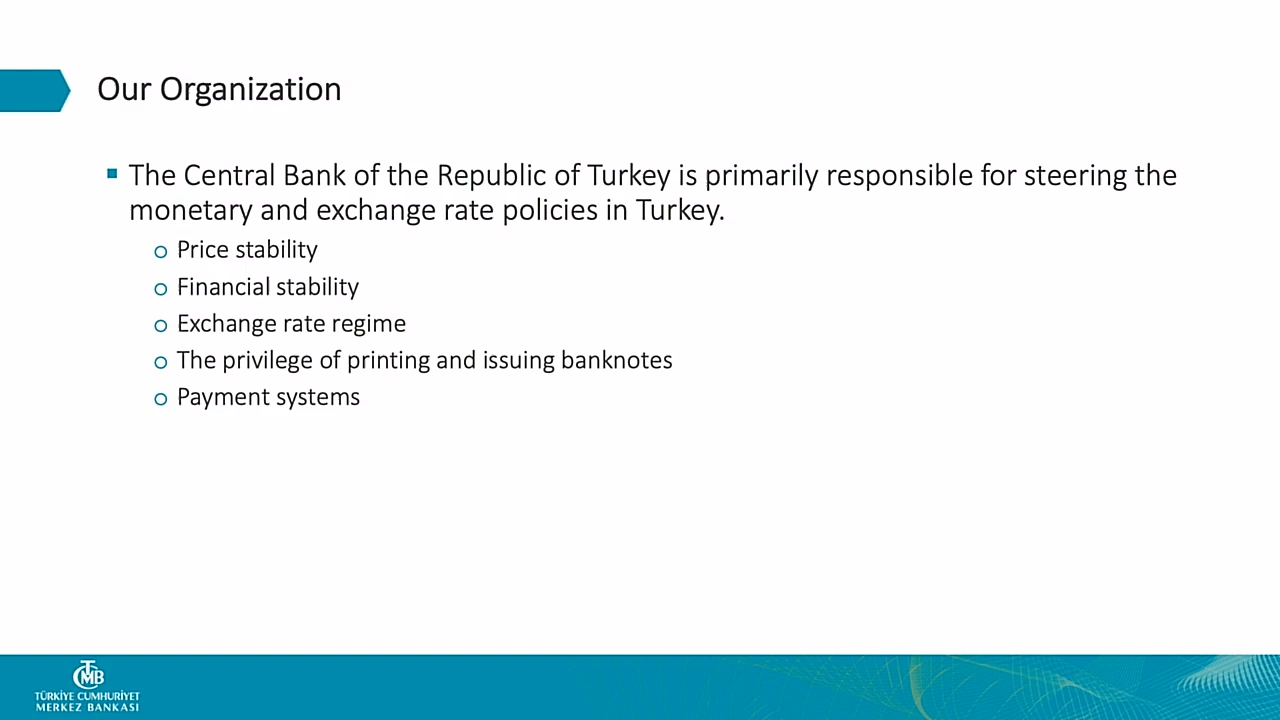 Our Organization
▪ The Central Bank of the Republic of Turkey is primarily responsible for steering the
monetary and exchange rate policies in Turkey.
o Price stability
o Financial stability
o Exchange rate regime
o The privilege of printing and issuing banknotes
o Payment systems
TCMB
TÜRKİYE CUMHURİYET
MERKEZ BANKASI